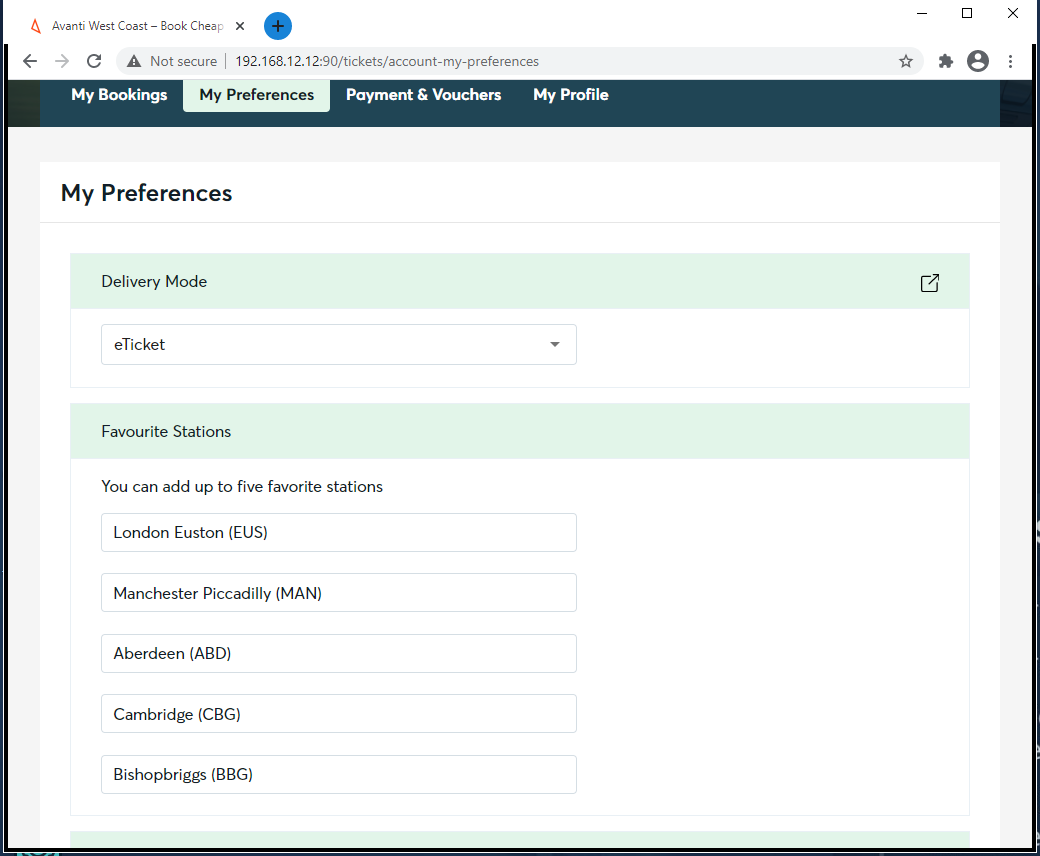 Avanti West Coast – Book Cheap
Not secure | 192.168.12.12:90/tickets/account-my-preferences
My Bookings My Preferences Payment & Vouchers My Profile
My Preferences
Delivery Mode
eTicket
Favourite Stations
You can add up to five favorite stations
London Euston (EUS)
Manchester Piccadilly (MAN)
Aberdeen (ABD)
Cambridge (CBG)
Bishopbriggs (BBG)